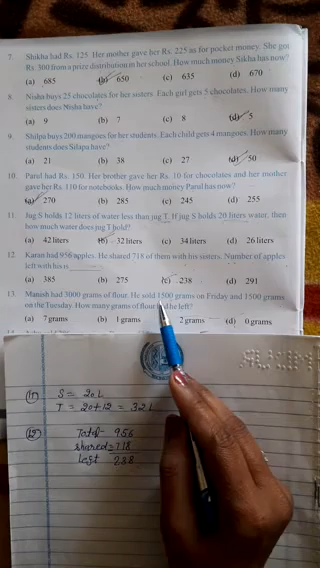 7. Shikha had Rs. 125. Her mother gave her Rs. 225 as for pocket money. She got
Rs. 300 from a prize distribution in her school. How much money Sikha has now?
(a) 685 (b) 650 (c) 635 (d) 670
8. Nisha buys 25 chocolates for her sisters. Each girl gets 5 chocolates. How many
sisters does Nisha have?
(a) 9 (b) 7 (c) 8 (d) 5
9. Shilpa buys 200 mangoes for her students. Each child gets 4 mangoes. How many
students does Silapa have?
(a) 21 (b) 38 (c) 27 (d) 50
10. Parul had Rs. 150. Her brother gave her Rs. 10 for chocolates and her mother
gave her Rs. 110 for notebooks. How much money Parul has now?
(a) 270 (b) 285 (c) 245 (d) 255
11. Jug S holds 12 liters of water less than jug T. If jug S holds 20 liters water, then
how much water does jug T hold?
(a) 42 liters (b) 32 liters (c) 34 liters (d) 26 liters
12. Karan had 956 apples. He shared 718 of them with his sisters. Number of apples
left with his is
(a) 385 (b) 275 (c) 238 (d) 291
13. Manish had 3000 grams of flour. He sold 1500 grams on Friday and 1500 grams
on the Tuesday. How many grams of flour had he left?
(a) 7 grams (b) 1 grams 2 grams (d) 0 grams
11) S = 20L
T = 20+12 = 32L
12) Total- 956
shared = 718
Left 238